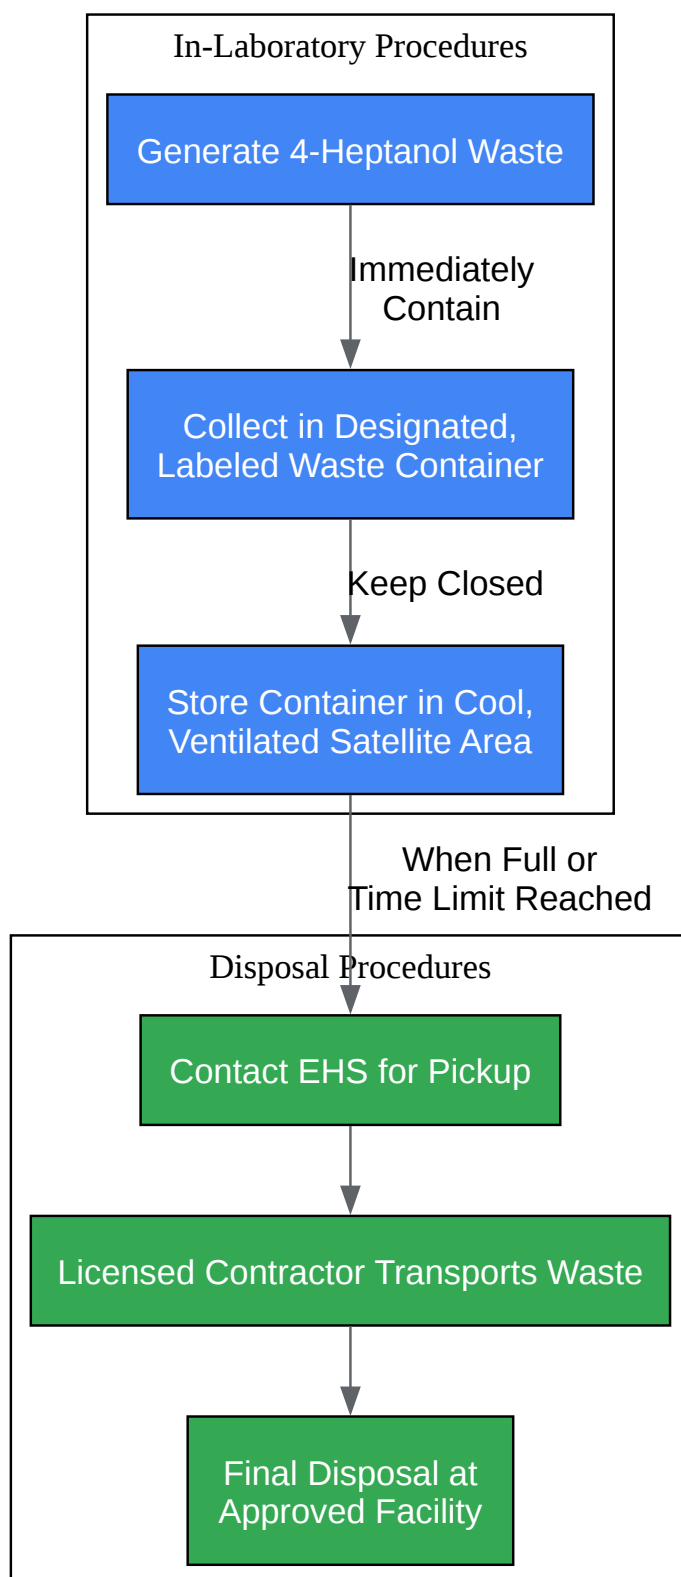 In-Laboratory Procedures
Generate 4-Heptanol Waste
Immediately
Contain
Collect in Designated,
Labeled Waste Container
Keep Closed
Store Container in Cool,
Ventilated Satellite Area
When Full or
Time Limit Reached
Disposal Procedures
Contact EHS for Pickup
Licensed Contractor Transports Waste
Final Disposal at
Approved Facility